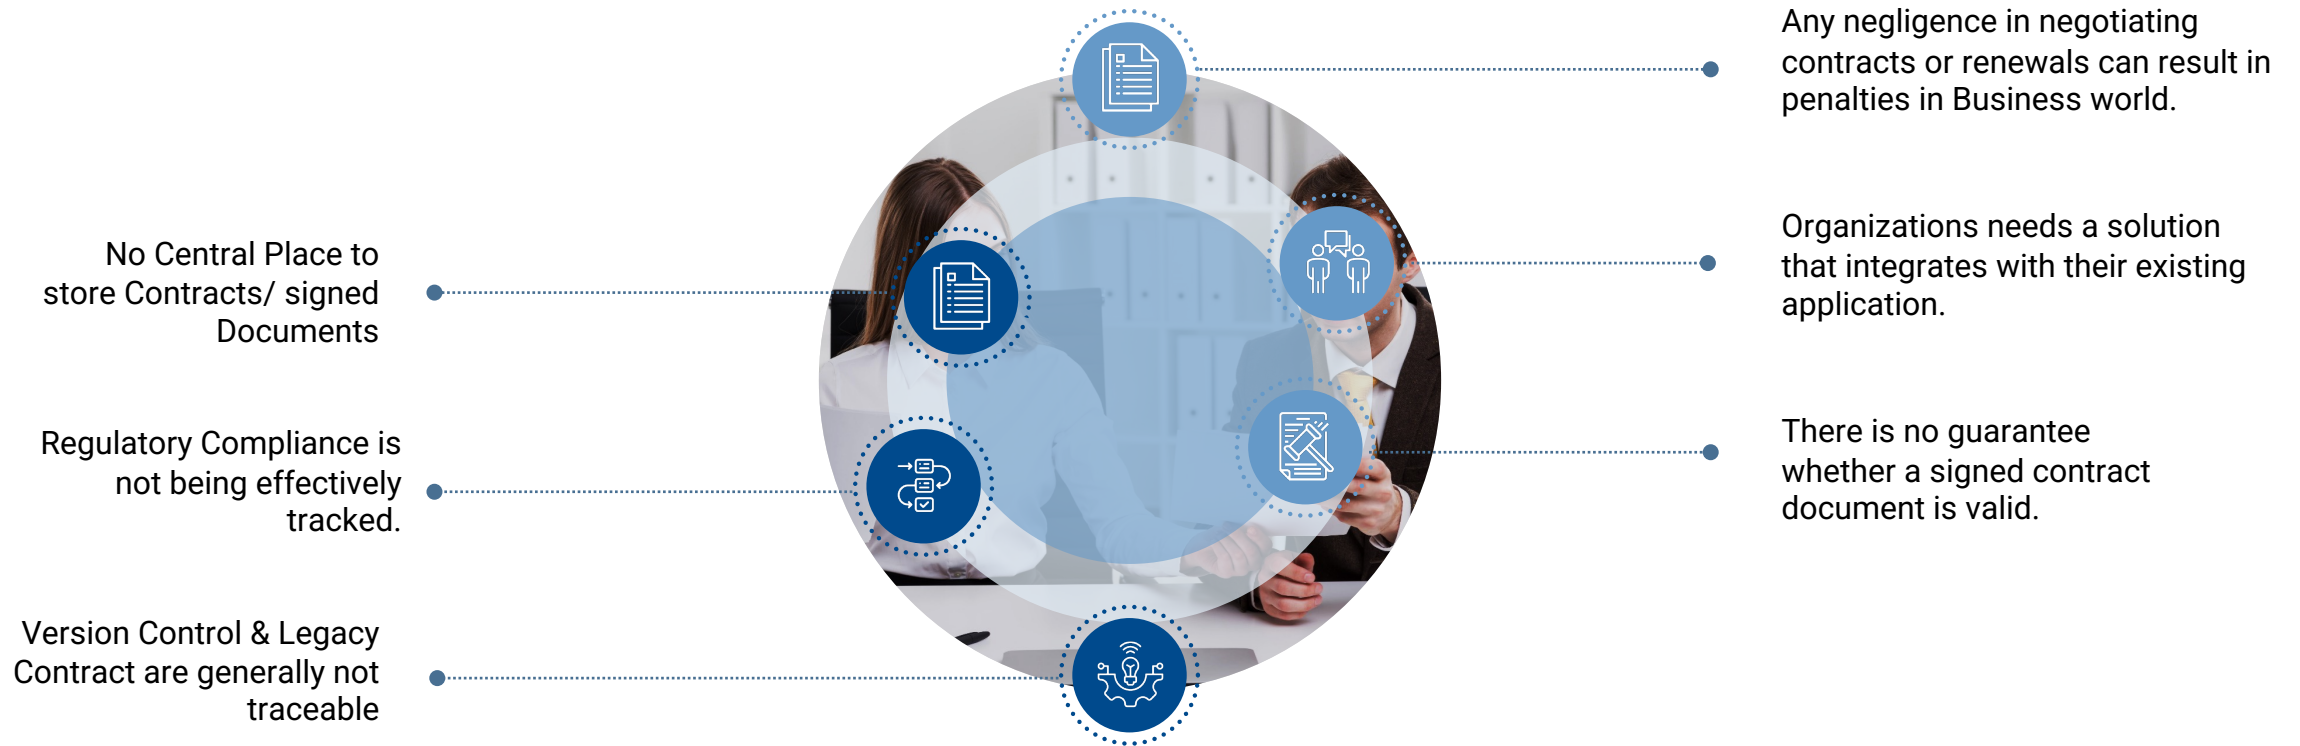 Any negligence in negotiating
contracts or renewals can result in
penalties in Business world.
Organizations needs a solution
that integrates with their existing
application.
There is no guarantee
whether a signed contract
document is valid.
No Central Place to
store Contracts/ signed
Documents
Regulatory Compliance is
not being effectively
tracked.
Version Control & Legacy
Contract are generally not
traceable